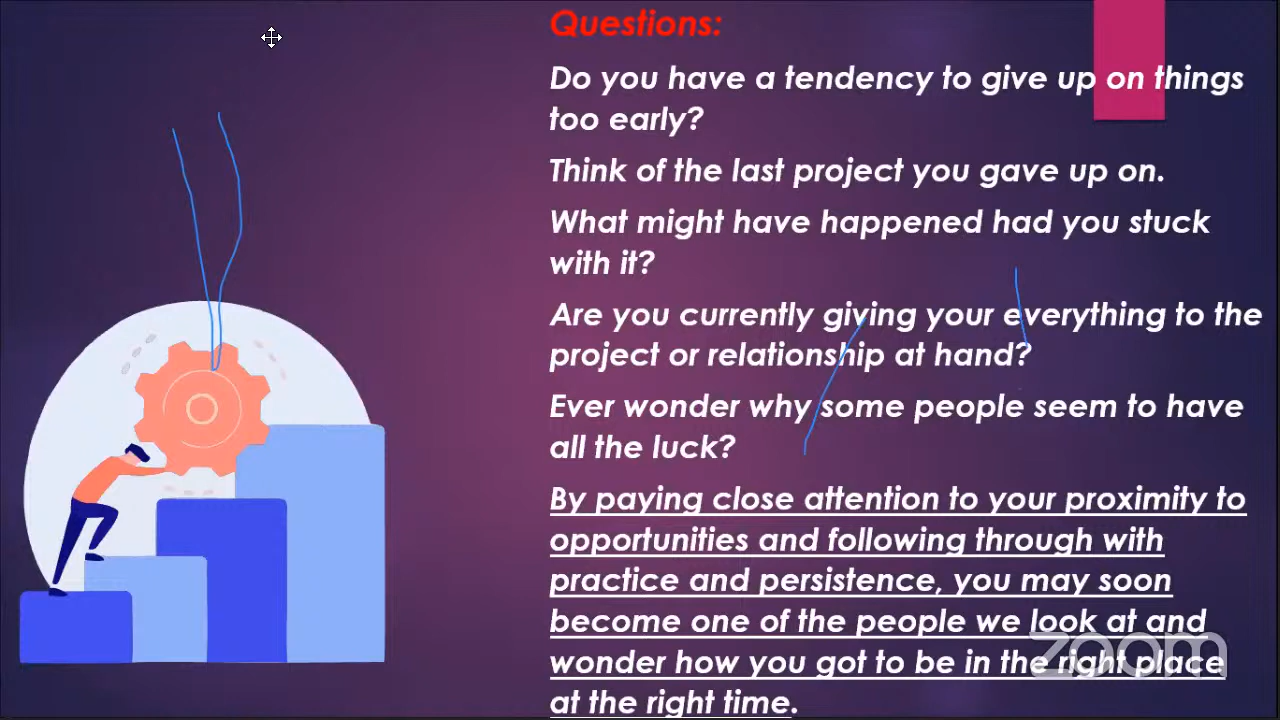 Questions:
Do you have a tendency to give up on things
too early?
Think of the last project you gave up on.
What might have happened had you stuck
with it?
Are you currently giving your everything to the
project or relationship at hand?
Ever wonder why some people seem to have
all the luck?
By paying close attention to your proximity to
opportunities and following through with
practice and persistence, you may soon
become one of the people we look at and
wonder how you got to be in the right place
at the right time.
zoom